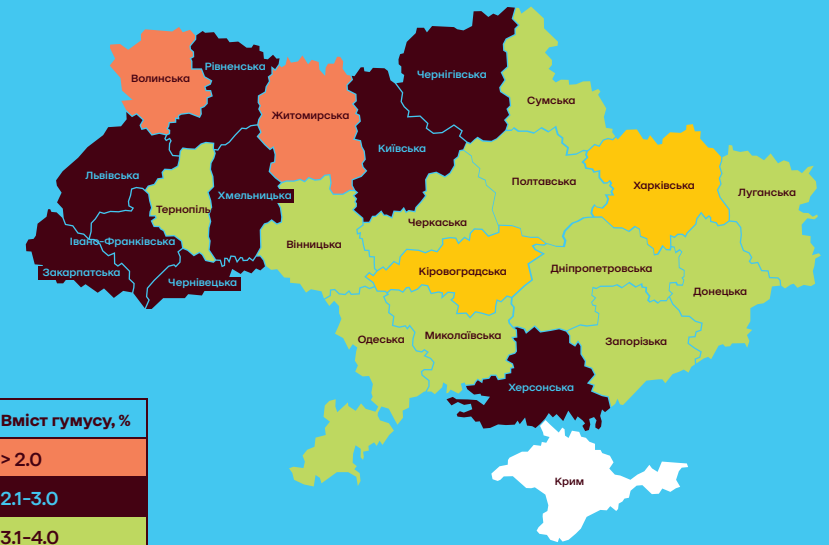 Волинська
Рівненська
Житомирська
Чернігівська
Київська
Сумська
Львівська
Тернопіль
Хмельницька
Полтавська
Харківська
Луганська
Івано-Франківська
Закарпатська
Чернівецька
Вінницька
Черкаська
Кіровоградська
Дніпропетровська
Донецька
Одеська
Миколаївська
Запорізька
Херсонська
Крим
Вміст гумусу, %
> 2.0
2.1-3.0
3.1-4.0